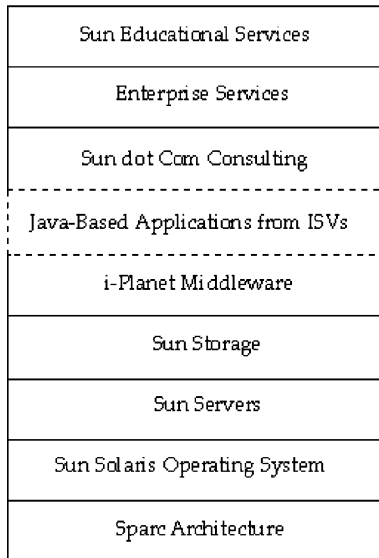 Sun Educational Services
Enterprise Services
Sun dot Com Consulting
Java-Based Applications from ISVs
i-Planet Middleware
Sun Storage
Sun Servers
Sun Solaris Operating System
Sparc Architecture